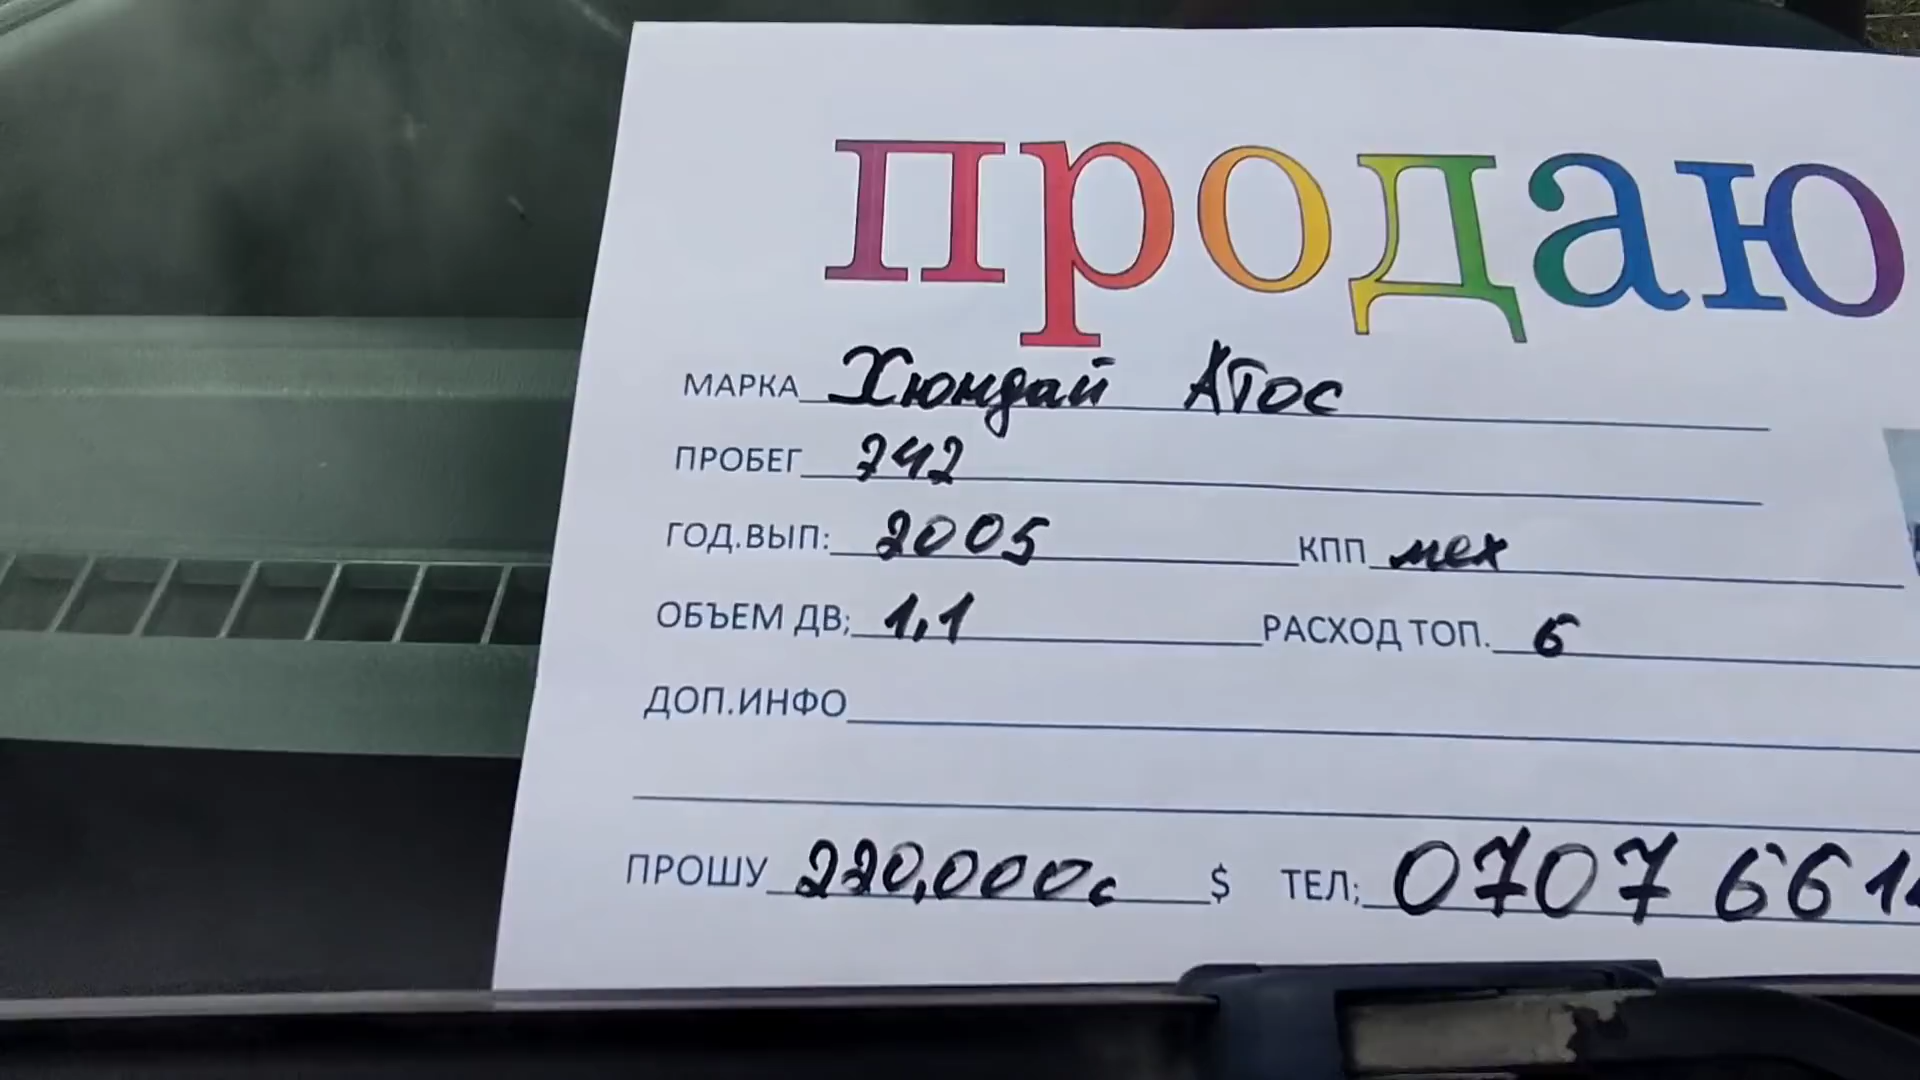 продаю
МАРКА Хюндай Атос
ПРОБЕГ 242
ГОД.ВЫП: 2005 КПП мех
ОБЪЕМ ДВ; 1,1 РАСХОД ТОП. 6
ДОП.ИНФО
ПРОШУ 220,000с $ ТЕЛ; 0707 661